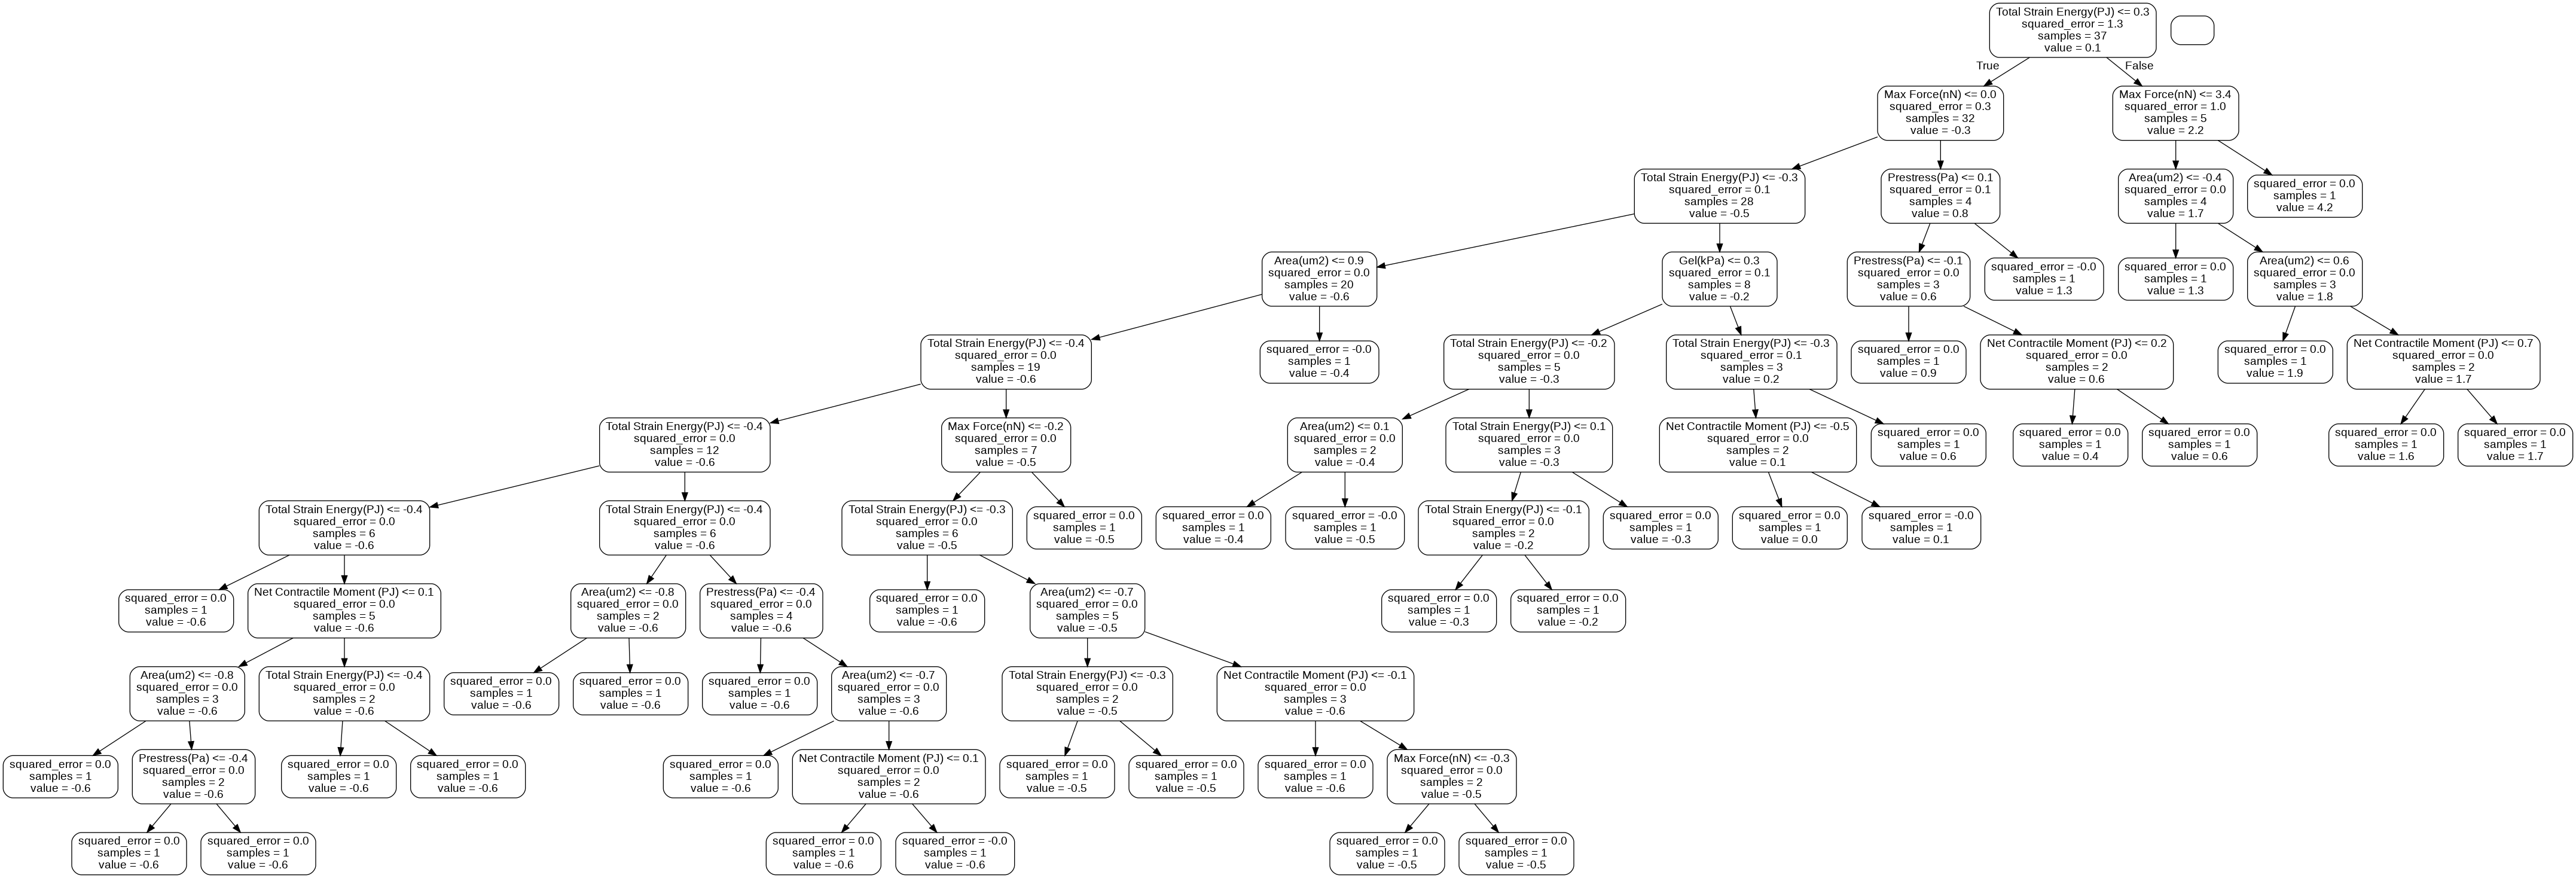 Total Strain Energy(PJ) <= 0.3
squared_error = 1.3
samples = 37
value = 0.1
True
False
Max Force(nN) <= 0.0
squared_error = 0.3
samples = 32
value = -0.3
Max Force(nN) <= 3.4
squared_error = 1.0
samples = 5
value = 2.2
Total Strain Energy(PJ) <= -0.3
squared_error = 0.1
samples = 28
value = -0.5
Prestress(Pa) <= 0.1
squared_error = 0.1
samples = 4
value = 0.8
Area(um2) <= -0.4
squared_error = 0.0
samples = 4
value = 1.7
squared_error = 0.0
samples = 1
value = 4.2
Area(um2) <= 0.9
squared_error = 0.0
samples = 20
value = -0.6
Gel(kPa) <= 0.3
squared_error = 0.1
samples = 8
value = -0.2
Prestress(Pa) <= -0.1
squared_error = 0.0
samples = 3
value = 0.6
squared_error = -0.0
samples = 1
value = 1.3
squared_error = 0.0
samples = 1
value = 1.3
Area(um2) <= 0.6
squared_error = 0.0
samples = 3
value = 1.8
Total Strain Energy(PJ) <= -0.4
squared_error = 0.0
samples = 19
value = -0.6
squared_error = -0.0
samples = 1
value = -0.4
Total Strain Energy(PJ) <= -0.2
squared_error = 0.0
samples = 5
value = -0.3
Total Strain Energy(PJ) <= -0.3
squared_error = 0.1
samples = 3
value = 0.2
squared_error = 0.0
samples = 1
value = 0.9
Net Contractile Moment (PJ) <= 0.2
squared_error = 0.0
samples = 2
value = 0.6
squared_error = 0.0
samples = 1
value = 1.9
Net Contractile Moment (PJ) <= 0.7
squared_error = 0.0
samples = 2
value = 1.7
Total Strain Energy(PJ) <= -0.4
squared_error = 0.0
samples = 12
value = -0.6
Max Force(nN) <= -0.2
squared_error = 0.0
samples = 7
value = -0.5
Area(um2) <= 0.1
squared_error = 0.0
samples = 2
value = -0.4
Total Strain Energy(PJ) <= 0.1
squared_error = 0.0
samples = 3
value = -0.3
Net Contractile Moment (PJ) <= -0.5
squared_error = 0.0
samples = 2
value = 0.1
squared_error = 0.0
samples = 1
value = 0.6
squared_error = 0.0
samples = 1
value = 0.4
squared_error = 0.0
samples = 1
value = 0.6
squared_error = 0.0
samples = 1
value = 1.6
squared_error = 0.0
samples = 1
value = 1.7
Total Strain Energy(PJ) <= -0.4
squared_error = 0.0
samples = 6
value = -0.6
Total Strain Energy(PJ) <= -0.4
squared_error = 0.0
samples = 6
value = -0.6
Total Strain Energy(PJ) <= -0.3
squared_error = 0.0
samples = 6
value = -0.5
squared_error = 0.0
samples = 1
value = -0.5
squared_error = 0.0
samples = 1
value = -0.4
squared_error = -0.0
samples = 1
value = -0.5
Total Strain Energy(PJ) <= -0.1
squared_error = 0.0
samples = 2
value = -0.2
squared_error = 0.0
samples = 1
value = -0.3
squared_error = 0.0
samples = 1
value = 0.0
squared_error = -0.0
samples = 1
value = 0.1
squared_error = 0.0
samples = 1
value = -0.6
Net Contractile Moment (PJ) <= 0.1
squared_error = 0.0
samples = 5
value = -0.6
Area(um2) <= -0.8
squared_error = 0.0
samples = 2
value = -0.6
Prestress(Pa) <= -0.4
squared_error = 0.0
samples = 4
value = -0.6
squared_error = 0.0
samples = 1
value = -0.6
Area(um2) <= -0.7
squared_error = 0.0
samples = 5
value = -0.5
squared_error = 0.0
samples = 1
value = -0.3
squared_error = 0.0
samples = 1
value = -0.2
Area(um2) <= -0.8
squared_error = 0.0
samples = 3
value = -0.6
Total Strain Energy(PJ) <= -0.4
squared_error = 0.0
samples = 2
value = -0.6
squared_error = 0.0
samples = 1
value = -0.6
squared_error = 0.0
samples = 1
value = -0.6
squared_error = 0.0
samples = 1
value = -0.6
Area(um2) <= -0.7
squared_error = 0.0
samples = 3
value = -0.6
Total Strain Energy(PJ) <= -0.3
squared_error = 0.0
samples = 2
value = -0.5
Net Contractile Moment (PJ) <= -0.1
squared_error = 0.0
samples = 3
value = -0.6
squared_error = 0.0
samples = 1
value = -0.6
Prestress(Pa) <= -0.4
squared_error = 0.0
samples = 2
value = -0.6
squared_error = 0.0
samples = 1
value = -0.6
squared_error = 0.0
samples = 1
value = -0.6
squared_error = 0.0
samples = 1
value = -0.6
Net Contractile Moment (PJ) <= 0.1
squared_error = 0.0
samples = 2
value = -0.6
squared_error = 0.0
samples = 1
value = -0.5
squared_error = 0.0
samples = 1
value = -0.5
squared_error = 0.0
samples = 1
value = -0.6
Max Force(nN) <= -0.3
squared_error = 0.0
samples = 2
value = -0.5
squared_error = 0.0
samples = 1
value = -0.6
squared_error = 0.0
samples = 1
value = -0.6
squared_error = 0.0
samples = 1
value = -0.6
squared_error = -0.0
samples = 1
value = -0.6
squared_error = 0.0
samples = 1
value = -0.5
squared_error = 0.0
samples = 1
value = -0.5